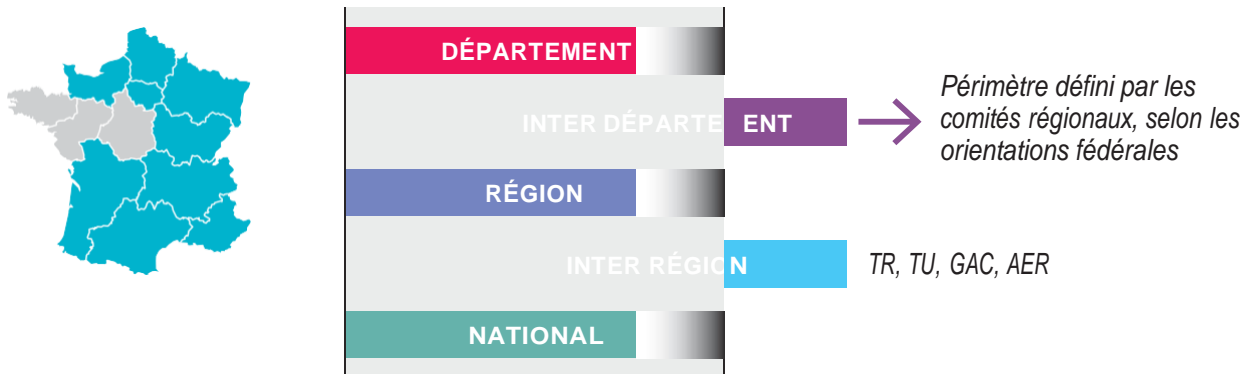 DÉPARTEMENT
INTER DÉPARTE ENT
Périmètre défini par les
comités régionaux, selon les
orientations fédérales
RÉGION
INTER RÉGION
TR, TU, GAC, AER
NATIONAL